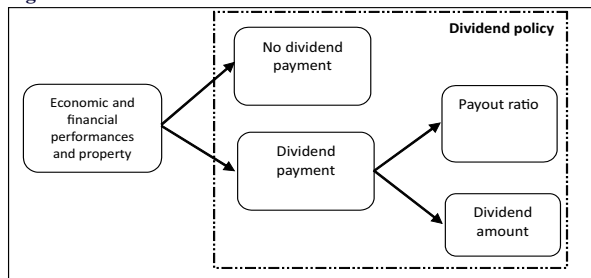 Dividend policy
No dividend
payment
Economic and
financial
performances
and property
Payout ratio
Dividend
payment
Dividend
amount